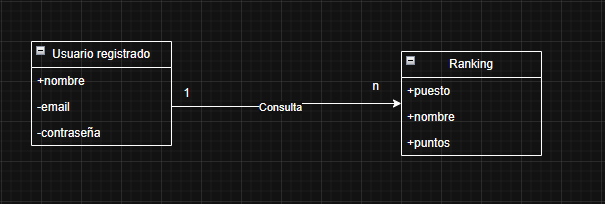 Usuario registrado
+nombre
-email
-contraseña
1
Consulta
n
Ranking
+puesto
+nombre
+puntos